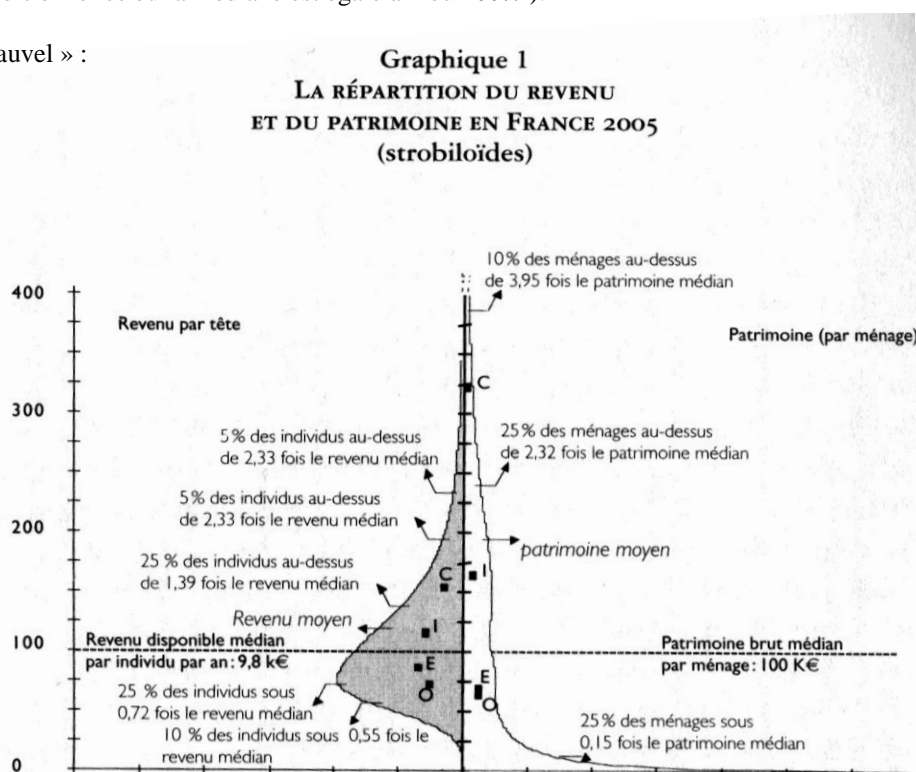 auvel » :
Graphique 1
LA RÉPARTITION DU REVENU
ET DU PATRIMOINE EN FRANCE 2005
(strobiloïdes)
10% des ménages au-dessus
de 3,95 fois le patrimoine médian
400
Revenu par tête
Patrimoine (par ménage)
C
300
5% des individus au-dessus
de 2,33 fois le revenu médian
25% des ménages au-dessus
de 2,32 fois le patrimoine médian
5% des individus au-dessus
de 2,33 fois le revenu médian
200
patrimoine moyen
25% des individus au-dessus
de 1,39 fois le revenu médian
C
I
Revenu moyen
I
100
Revenu disponible médian
par individu par an : 9,8 k€
Patrimoine brut médian
par ménage : 100 K€
E
E
O
O
25 % des individus sous
0,72 fois le revenu médian
10 % des individus sous 0,55 fois le
revenu médian
25% des ménages sous
0,15 fois le patrimoine médian
0